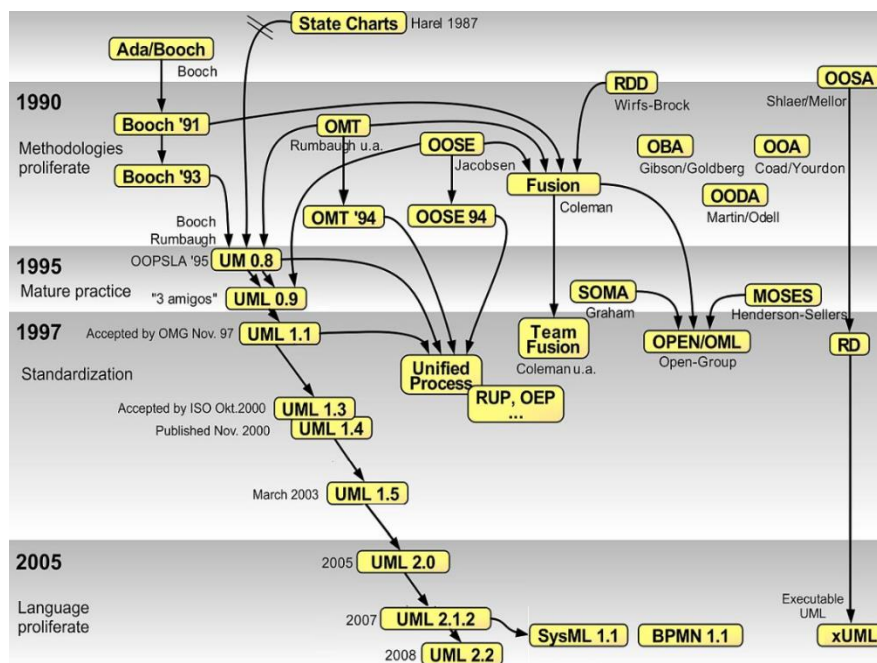 State Charts
Harel 1987
Ada/Booch
Booch
OOSA
Shlaer/Mellor
RDD
Wirfs-Brock
1990
Methodologies
proliferate
Booch '91
OMT
Rumbaugh u.a.
OOSE
Jacobsen
OBA
Gibson/Goldberg
OOA
Coad/Yourdon
Booch '93
Fusion
Coleman
OODA
Martin/Odell
OMT '94
OOSE 94
Booch
Rumbaugh
OOPSLA '95
UM 0.8
1995
Mature practice
"3 amigos"
UML 0.9
SOMA
Graham
MOSES
Henderson-Sellers
1997
Standardization
Accepted by OMG Nov. 97
UML 1.1
Unified
Process
RUP, OEP
...
Team
Fusion
Coleman u.a.
OPEN/OML
Open-Group
RD
Accepted by ISO Okt.2000
UML 1.3
Published Nov. 2000
UML 1.4
March 2003
UML 1.5
2005
Language
proliferate
2005
UML 2.0
2007
UML 2.1.2
2008
UML 2.2
SysML 1.1
BPMN 1.1
Executable
UML
xUML